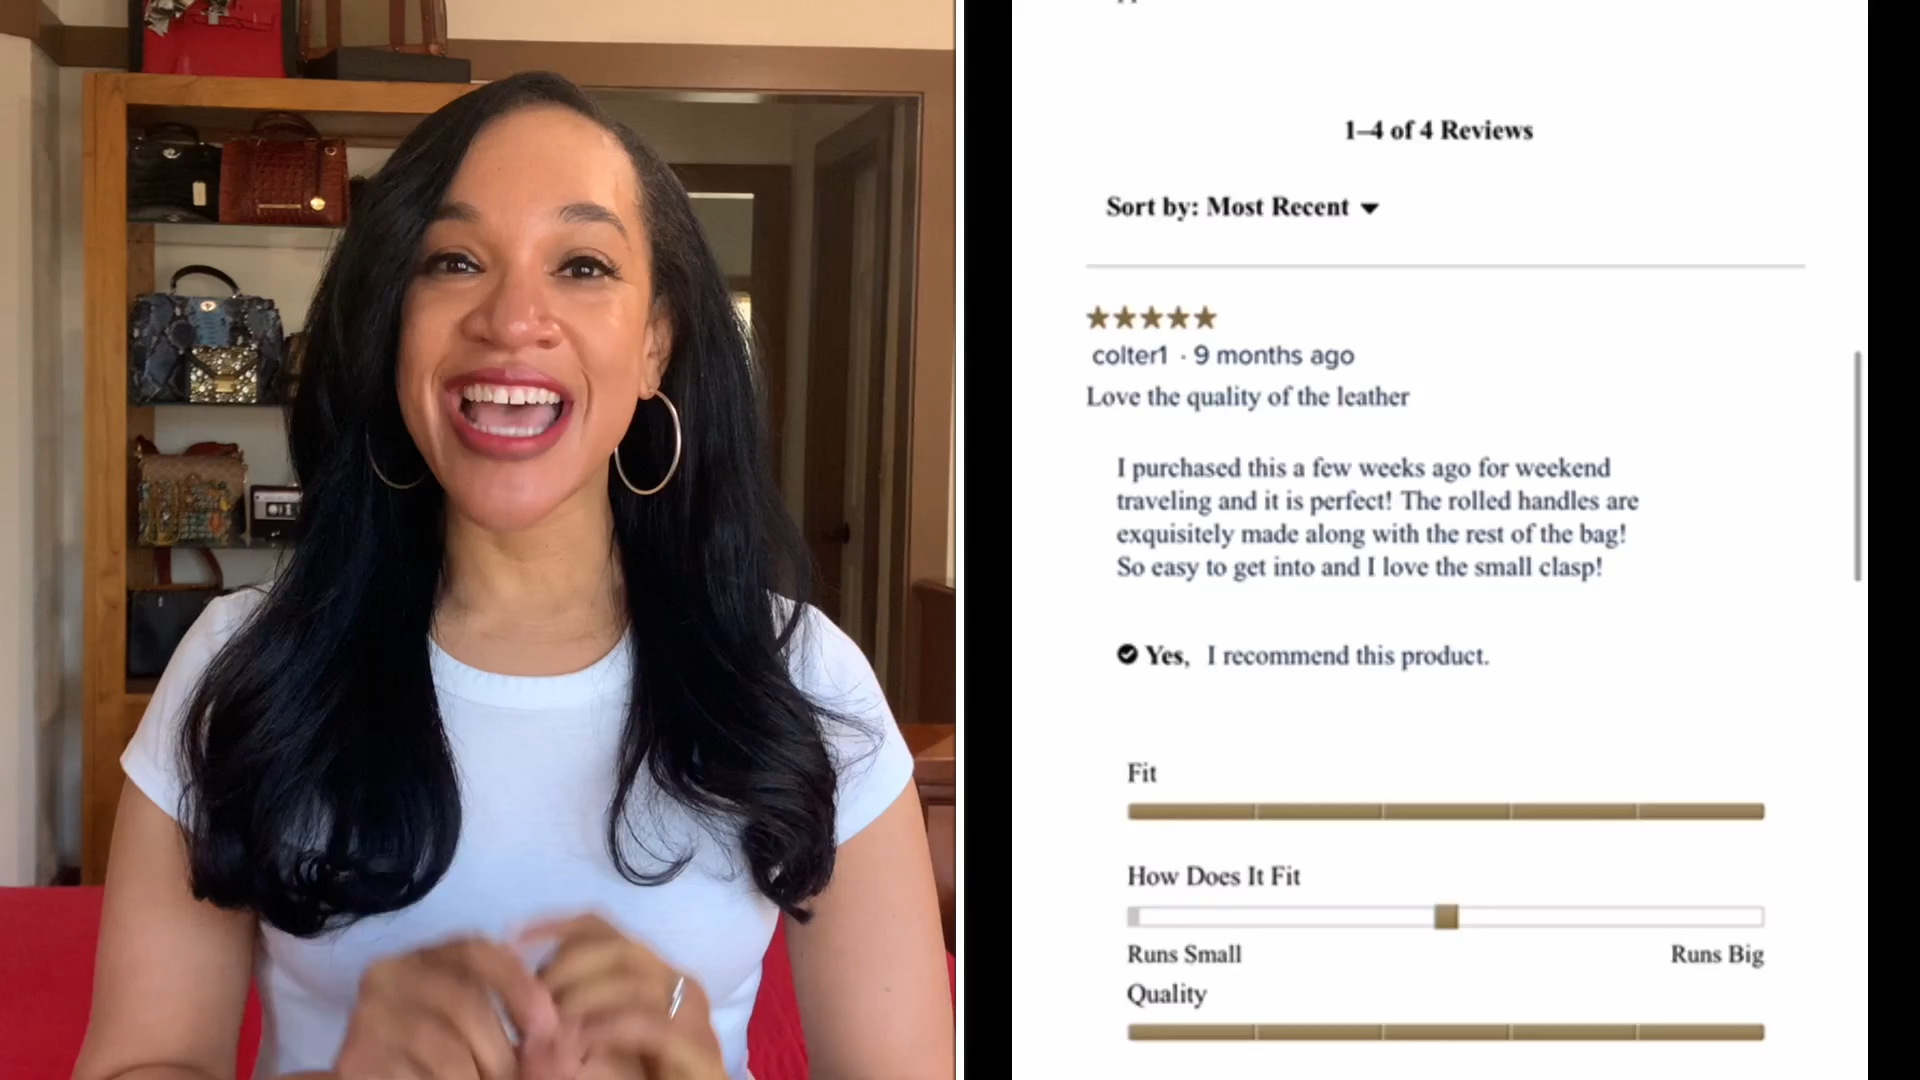 1–4 of 4 Reviews
Sort by: Most Recent
colter1 · 9 months ago
Love the quality of the leather
I purchased this a few weeks ago for weekend
traveling and it is perfect! The rolled handles are
exquisitely made along with the rest of the bag!
So easy to get into and I love the small clasp!
Yes, I recommend this product.
Fit
How Does It Fit
Runs Small Runs Big
Quality